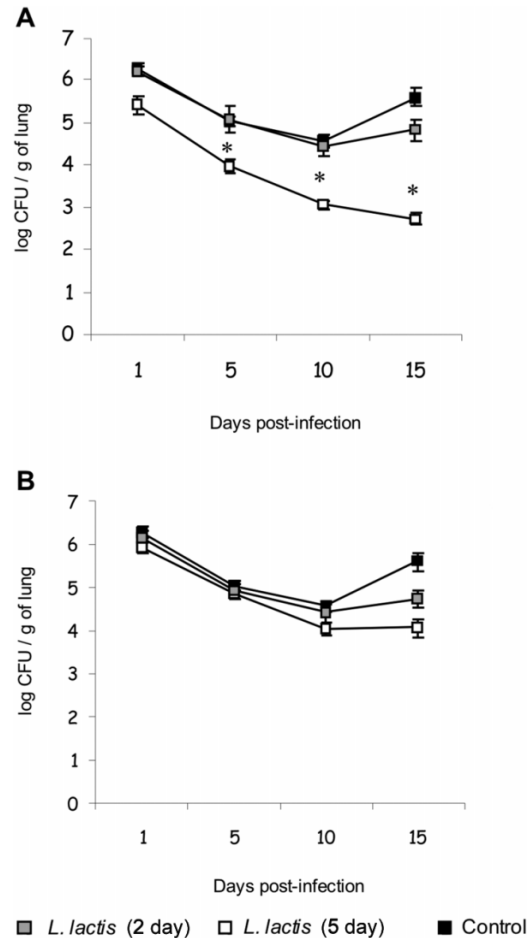 A
7
6
5
4
3
2
1
0
log CFU / g of lung
*
*
*
1 5 10 15
Days post-infection
B
7
6
5
4
3
2
1
0
log CFU / g of lung
1 5 10 15
Days post-infection
L. lactis (2 day) L. lactis (5 day) Control